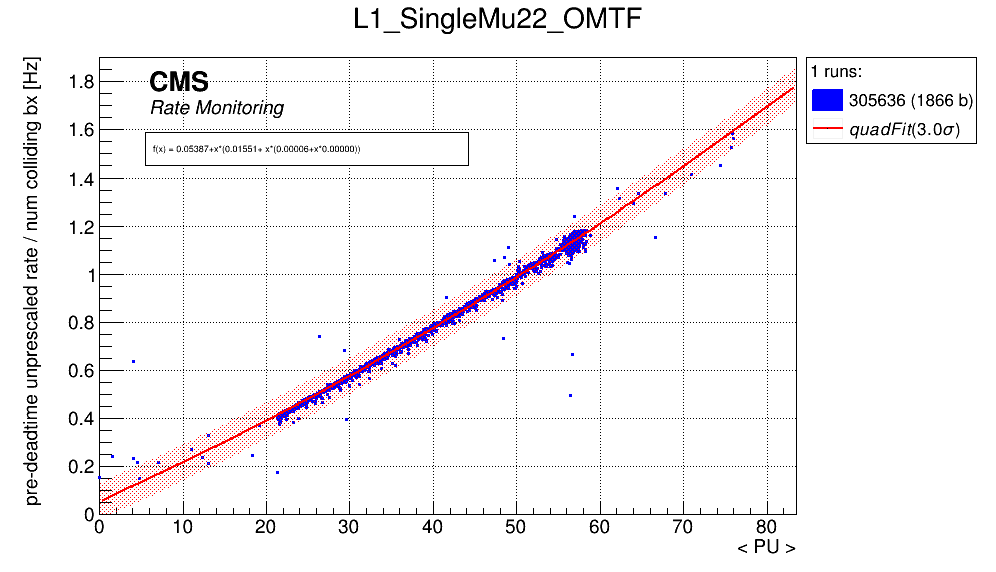 L1_SingleMu22_OMTF
pre-deadtime unprescaled rate / num colliding bx [Hz]
CMS
Rate Monitoring
f(x) = 0.05387+x*(0.01551+ x*(0.00006+x*0.00000))
1 runs:
305636 (1866 b)
quadFit(3.0σ)
1.8
1.6
1.4
1.2
1
0.8
0.6
0.4
0.2
0
0 10 20 30 40 50 60 70 80
< PU >